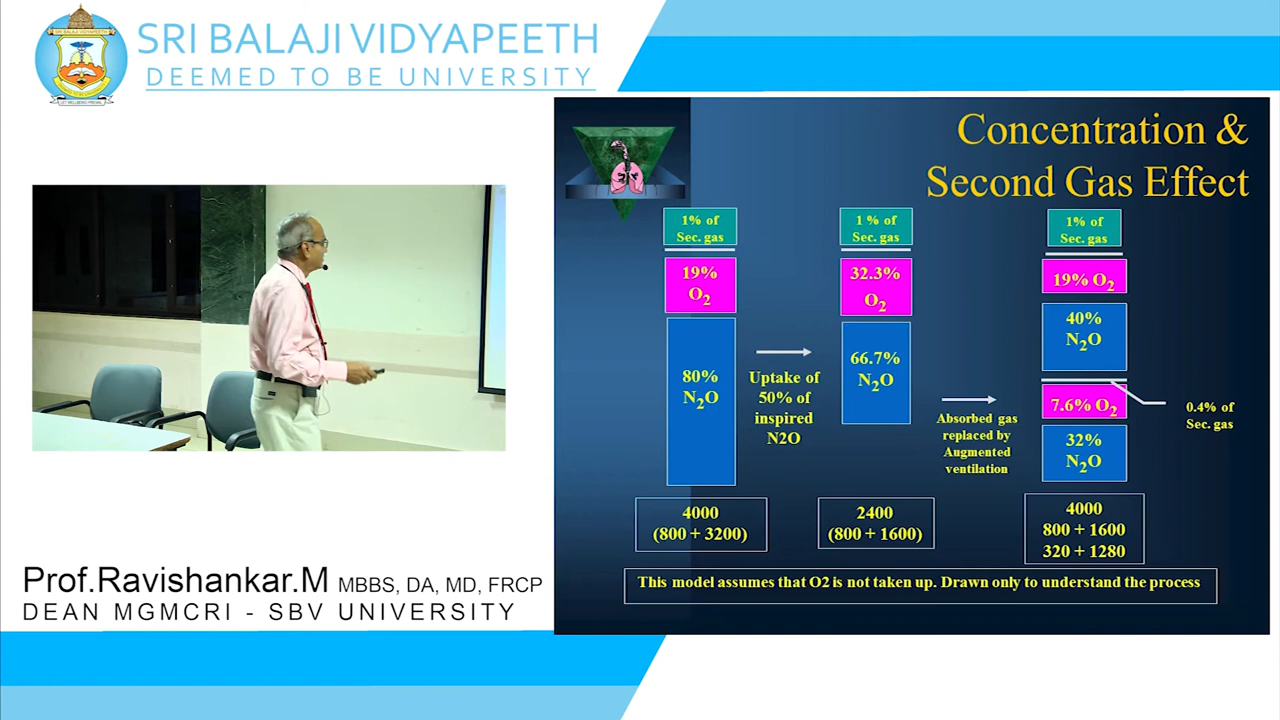 SRI BALAJI VIDYAPEETH
DEEMED TO BE UNIVERSITY
Concentration &
Second Gas Effect
1% of
Sec. gas
19%
O2
80%
N2O
Uptake of
50% of
inspired
N2O
1 % of
Sec. gas
32.3%
O2
66.7%
N2O
Absorbed gas
replaced by
Augmented
ventilation
1% of
Sec. gas
19% O2
40%
N2O
7.6% O2
32%
N2O
0.4% of
Sec. gas
4000
(800 + 3200)
2400
(800 + 1600)
4000
800 + 1600
320 + 1280
This model assumes that O2 is not taken up. Drawn only to understand the process
Prof.Ravishankar.M MBBS, DA, MD, FRCP
DEAN MGMCRI - SBV UNIVERSITY